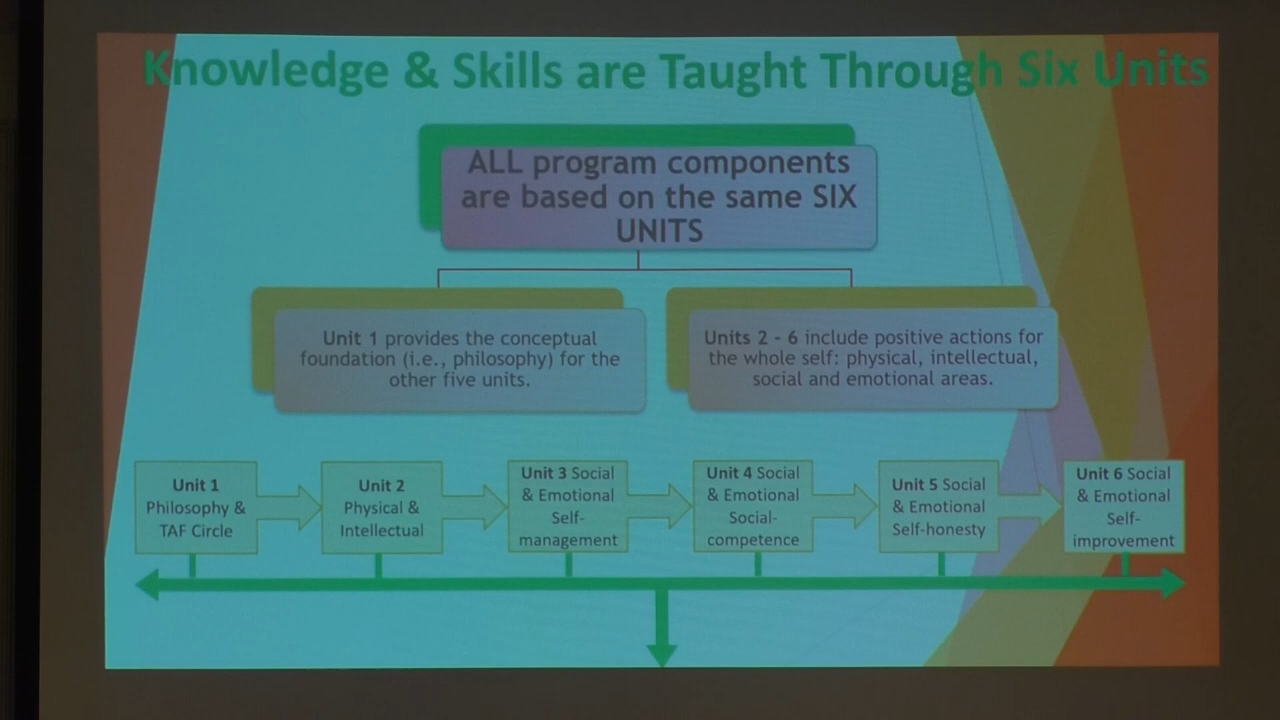 Knowledge & Skills are Taught Through Six Units
ALL program components
are based on the same SIX
UNITS
Unit 1 provides the conceptual
foundation (i.e., philosophy) for the
other five units.
Units 2 - 6 include positive actions for
the whole self: physical, intellectual,
social and emotional areas.
Unit 1
Philosophy &
TAF Circle
Unit 2
Physical &
Intellectual
Unit 3 Social
& Emotional
Self-
management
Unit 4 Social
& Emotional
Social-
competence
Unit 5 Social
& Emotional
Self-honesty
Unit 6 Social
& Emotional
Self-
improvement